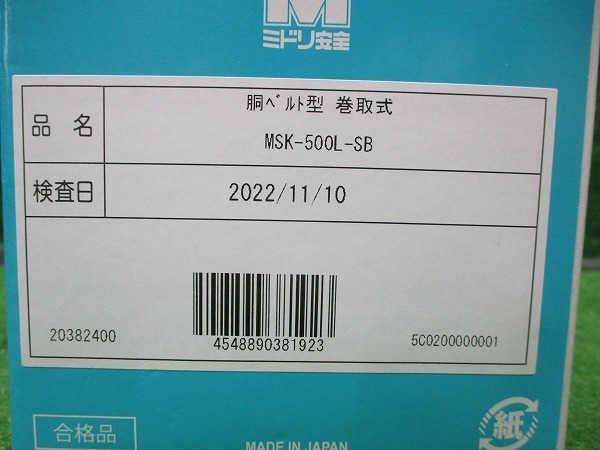 M
ミドリ安全
胴ﾍﾞﾙﾄ型 巻取式
品 名
MSK-500L-SB
検査日
2022/11/10
20382400
4548890381923
5C0200000001
合格品
MADE IN JAPAN
紙